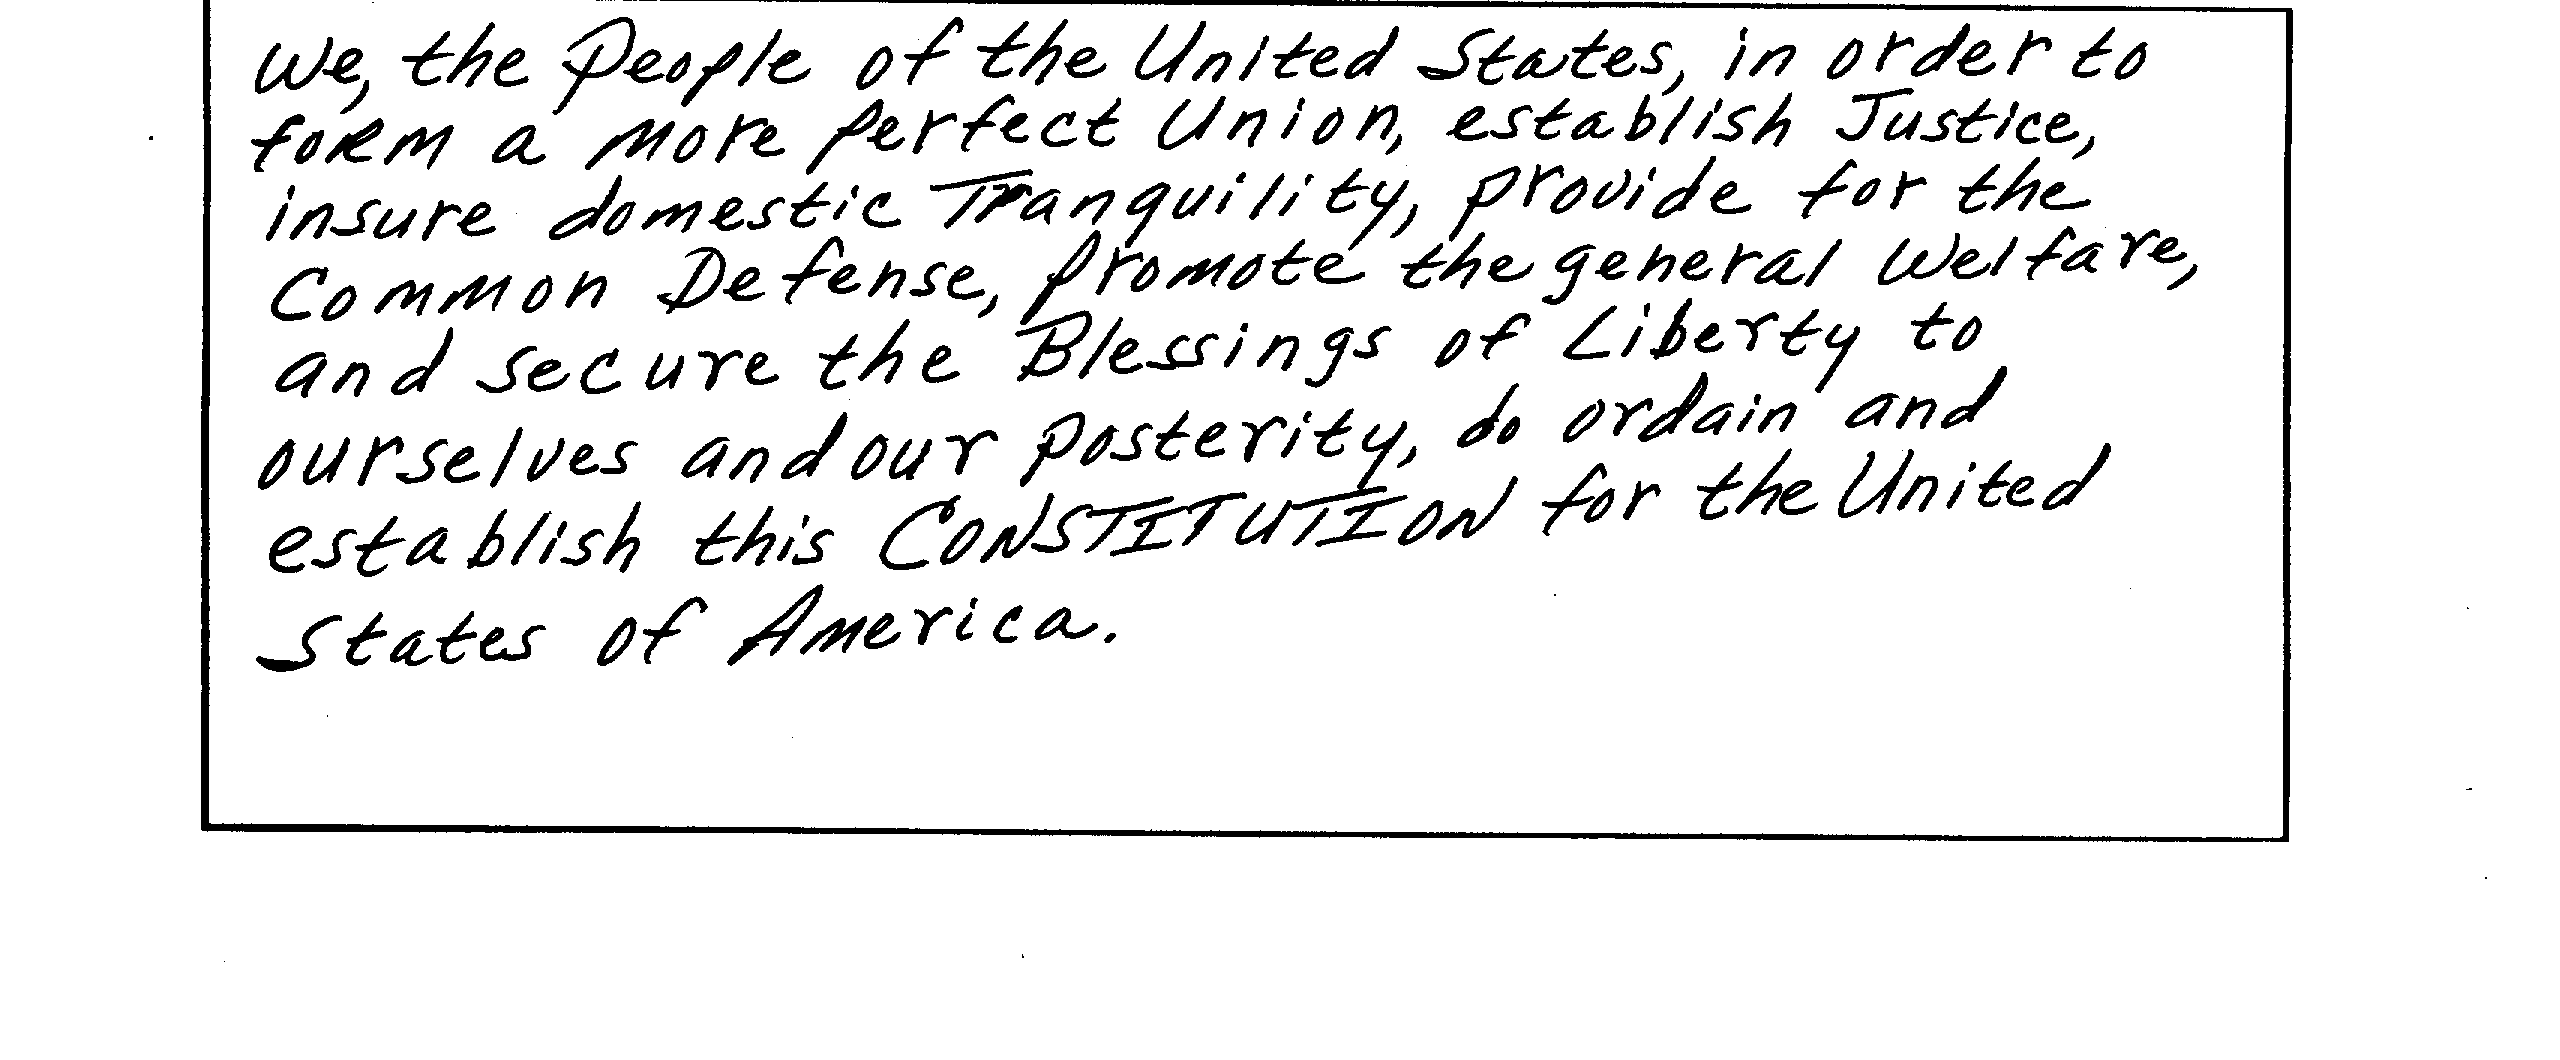 We, the People of the United States, in order to
form a more perfect Union, establish Justice,
insure domestic Tranquility, provide for the
Common Defense, promote the general Welfare,
and secure the Blessings of Liberty to
ourselves and our posterity, do ordain and
establish this CONSTITUTION for the United
States of America.